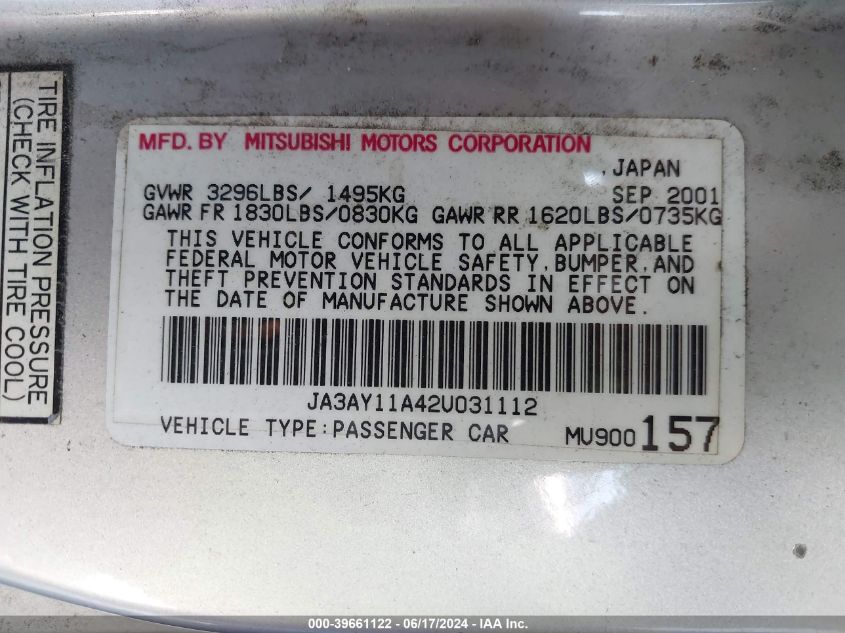 TIRE INFLATION PRESSURE
(CHECK WITH TIRE COOL)
MFD. BY MITSUBISHI MOTORS CORPORATION
,JAPAN
GVWR 3296LBS/ 1495KG SEP 2001
GAWR FR 1830LBS/0830KG GAWR RR 1620LBS/0735KG
THIS VEHICLE CONFORMS TO ALL APPLICABLE
FEDERAL MOTOR VEHICLE SAFETY,BUMPER,AND
THEFT PREVENTION STANDARDS IN EFFECT ON
THE DATE OF MANUFACTURE SHOWN ABOVE.
JA3AY11A42U031112
VEHICLE TYPE:PASSENGER CAR MU900 157
000-39661122 - 06/17/2024 - IAA Inc.